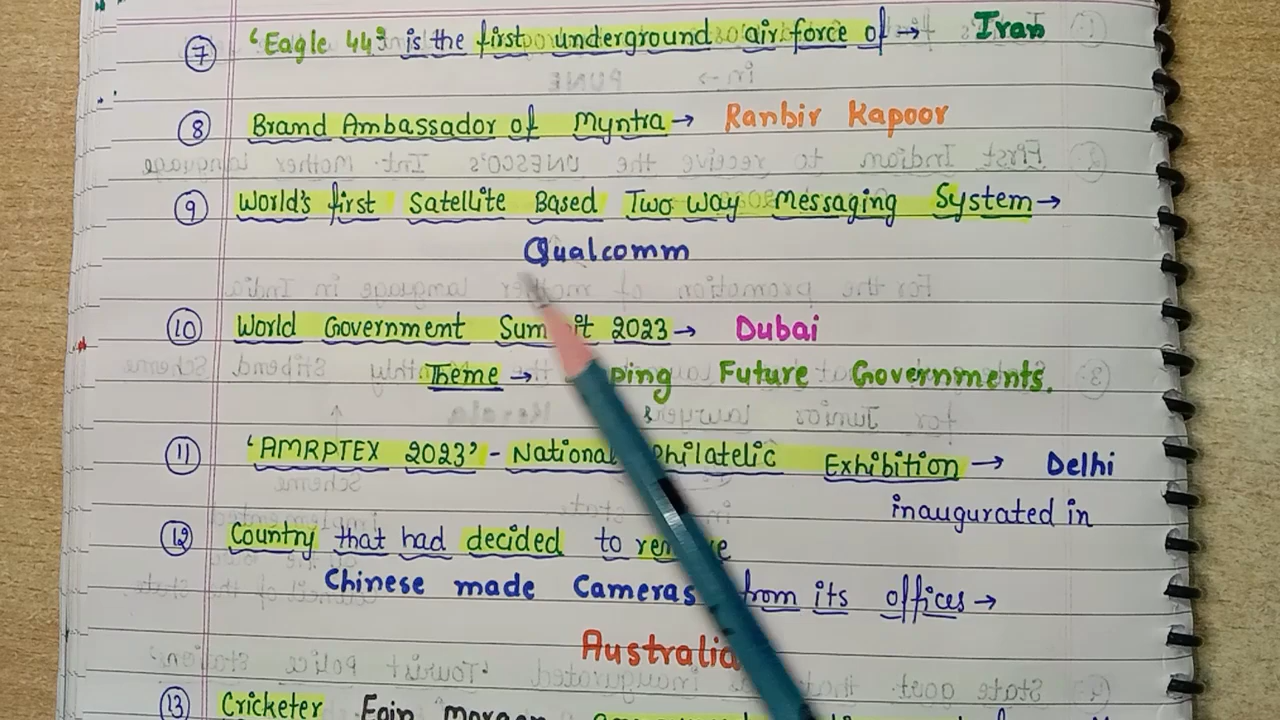 7 'Eagle 44' is the first underground air force of → Iran
8 Brand Ambassador of Myntra → Ranbir Kapoor
9 World's first Satellite Based Two way Messaging System →
Qualcomm
10 World Government 2023 → Dubai
Theme → Future Governments.
11 'AMRPTEX 2023' - National Philatelic Exhibition → Delhi
inaugurated in
12 Country that had decided to
Chinese made Cameras from its offices →
Australia
13 Cricketer Eoin morgan